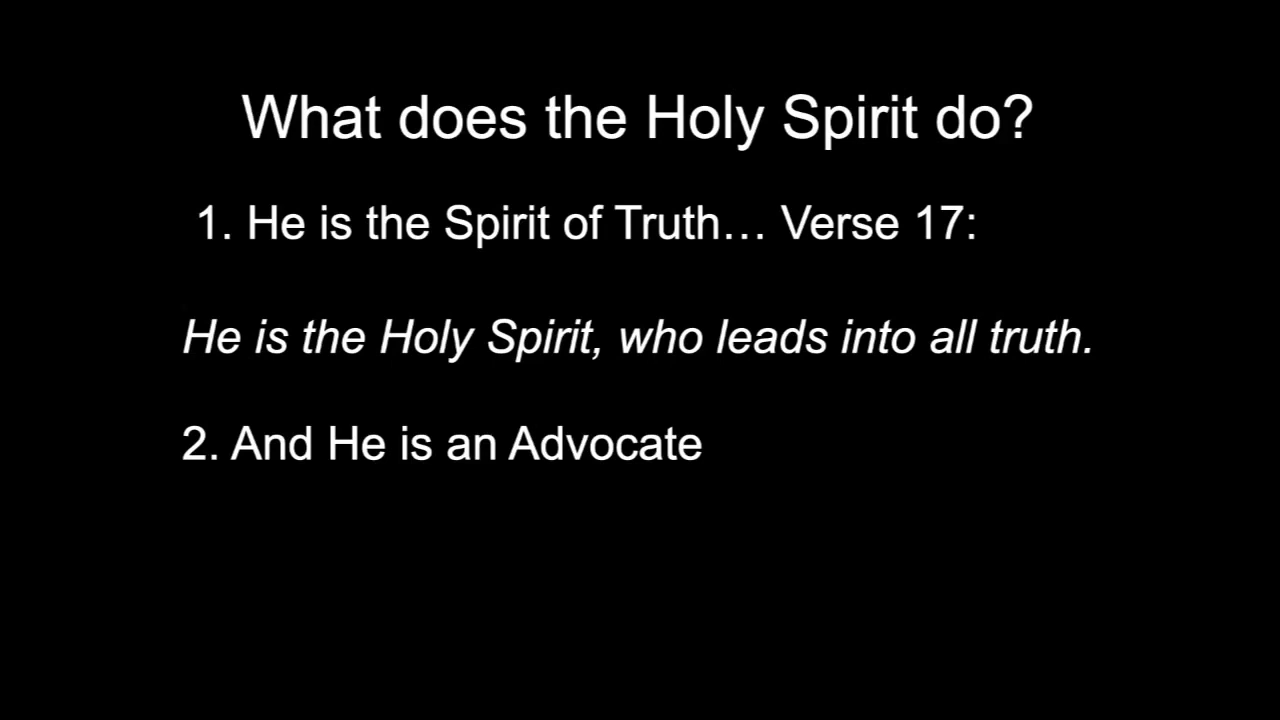 What does the Holy Spirit do?
1. He is the Spirit of Truth… Verse 17:
He is the Holy Spirit, who leads into all truth.
2. And He is an Advocate